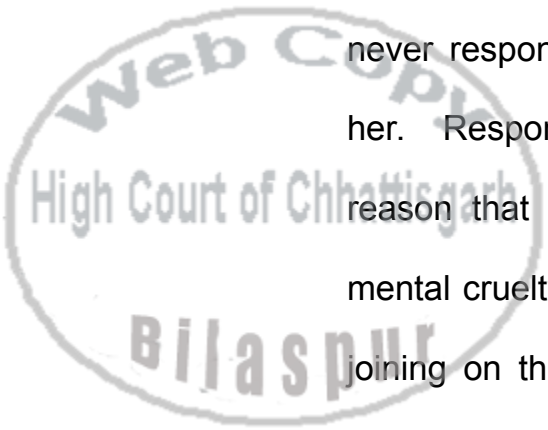 Web Copy
High Court of Chhattisgarh
Bilaspur
never respon
her. Respon
reason that
mental cruelt
joining on th